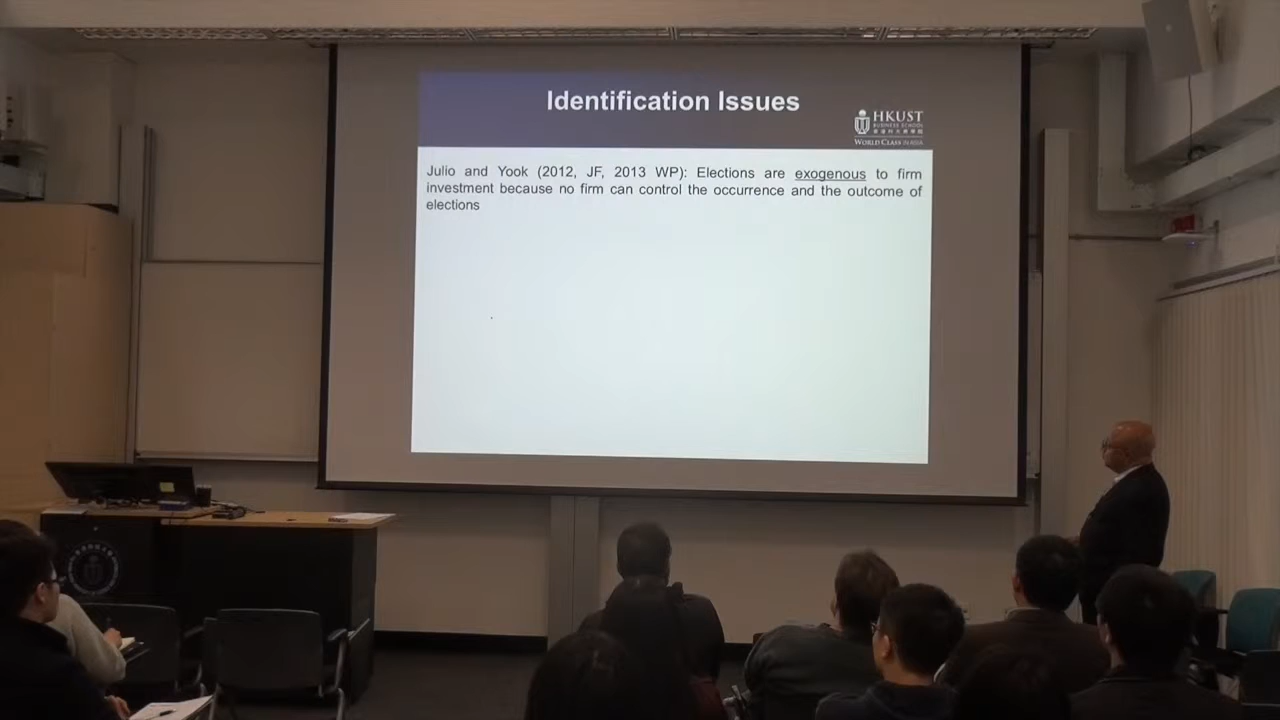 Identification Issues
HKUST
BUSINESS SCHOOL
WORLD CLASS IN ASIA
Julio and Yook (2012, JF, 2013 WP): Elections are exogenous to firm
investment because no firm can control the occurrence and the outcome of
elections